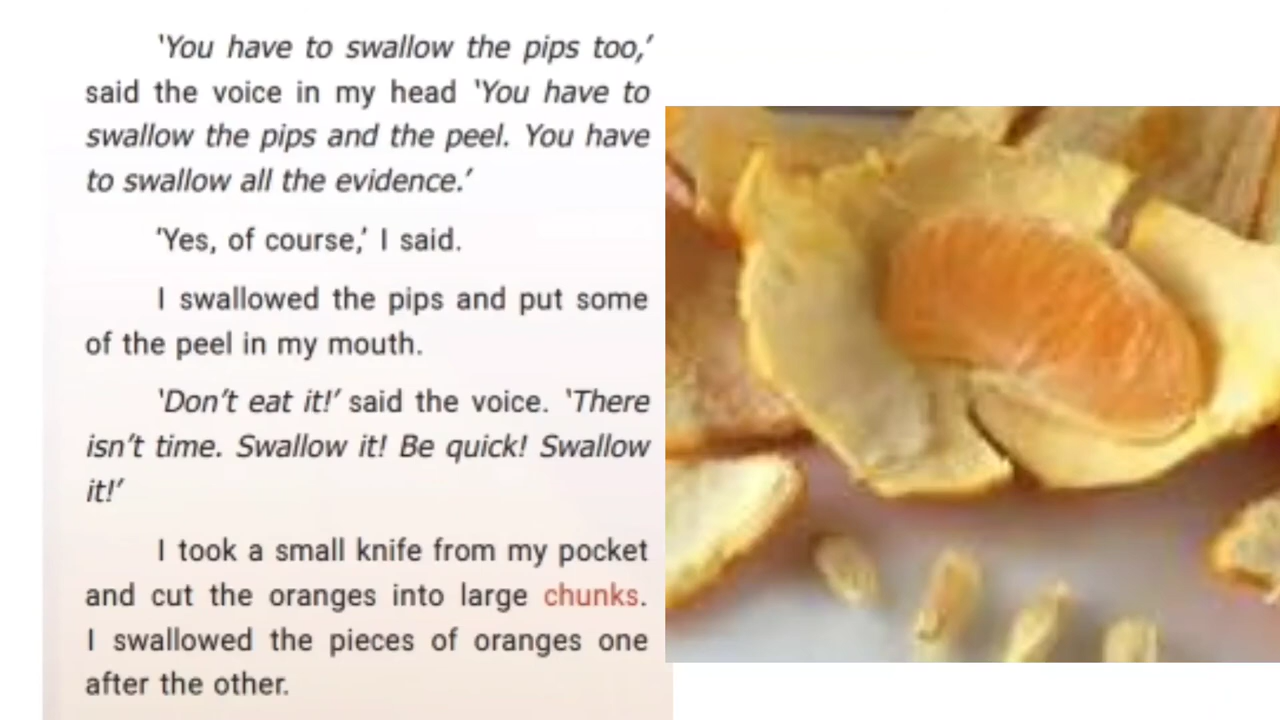 ‘You have to swallow the pips too,’
said the voice in my head ‘You have to
swallow the pips and the peel. You have
to swallow all the evidence.’
‘Yes, of course,’ I said.
I swallowed the pips and put some
of the peel in my mouth.
‘Don’t eat it!’ said the voice. ‘There
isn’t time. Swallow it! Be quick! Swallow
it!’
I took a small knife from my pocket
and cut the oranges into large chunks.
I swallowed the pieces of oranges one
after the other.